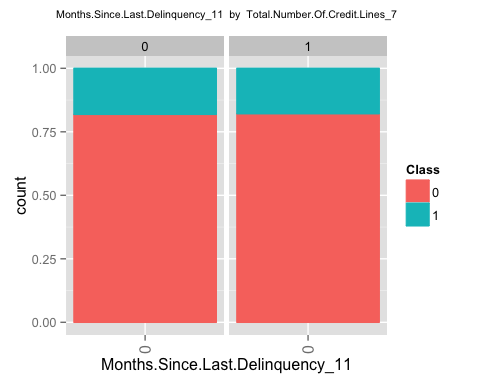 Months.Since.Last.Delinquency_11 by Total.Number.Of.Credit.Lines_7
0
1
1.00
0.75
0.50
0.25
0.00
count
Class
0
1
0
0
Months.Since.Last.Delinquency_11